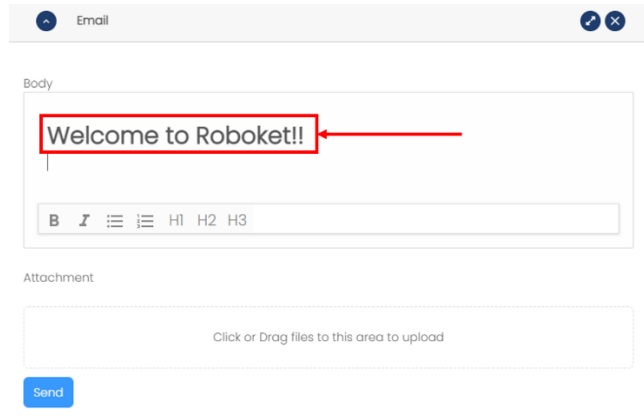 Email
Body
Welcome to Roboket!!
B I H1 H2 H3
Attachment
Click or Drag files to this area to upload
Send